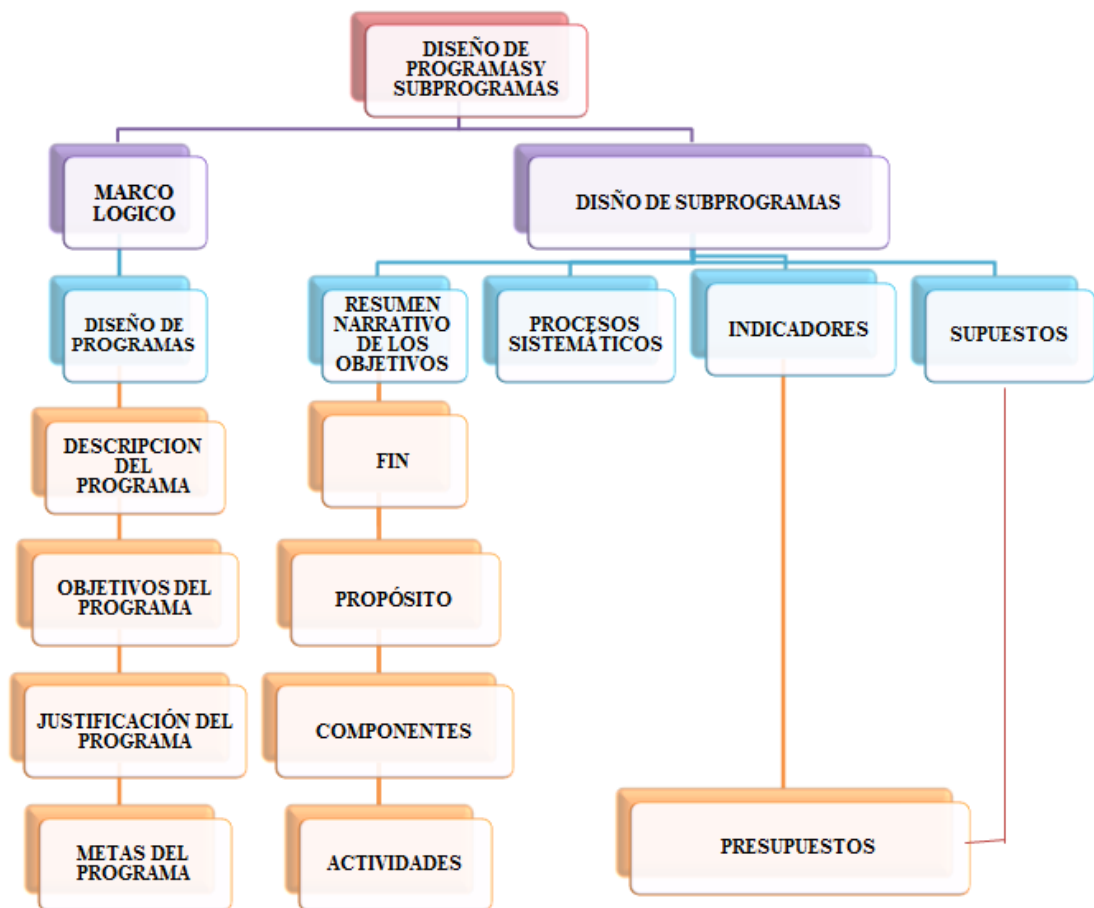 DISEÑO DE
PROGRAMASY
SUBPROGRAMAS
MARCO
LOGICO
DISÑO DE SUBPROGRAMAS
DISEÑO DE
PROGRAMAS
RESUMEN
NARRATIVO
DE LOS
OBJETIVOS
PROCESOS
SISTEMÁTICOS
INDICADORES
SUPUESTOS
DESCRIPCION
DEL
PROGRAMA
FIN
OBJETIVOS DEL
PROGRAMA
PROPÓSITO
JUSTIFICACIÓN DEL
PROGRAMA
COMPONENTES
METAS DEL
PROGRAMA
ACTIVIDADES
PRESUPUESTOS